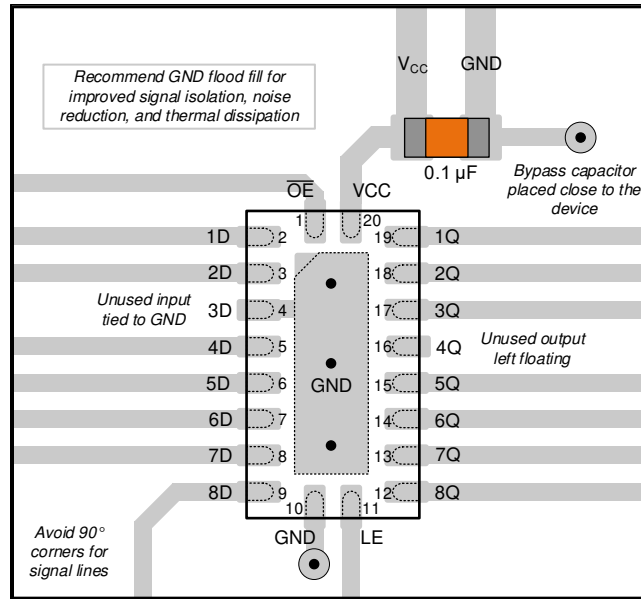 Recommend GND flood fill for
improved signal isolation, noise
reduction, and thermal dissipation
VCC GND
0.1 µF
Bypass capacitor
placed close to the
device
OE VCC
1 20
1D 2 19 1Q
2D 3 18 2Q
Unused input
tied to GND
3D 4 17 3Q
4D 5 16 4Q
Unused output
left floating
5D 6 15 5Q
GND
6D 7 14 6Q
7D 8 13 7Q
8D 9 12 8Q
10 11
GND LE
Avoid 90°
corners for
signal lines